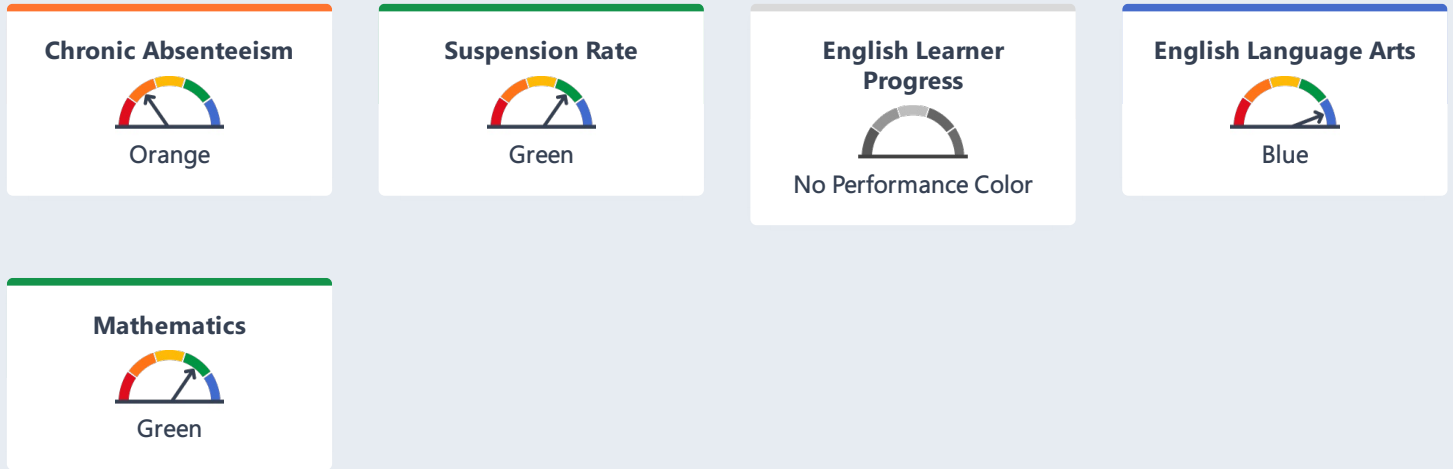 Chronic Absenteeism
Orange
Suspension Rate
Green
English Learner
Progress
No Performance Color
English Language Arts
Blue
Mathematics
Green